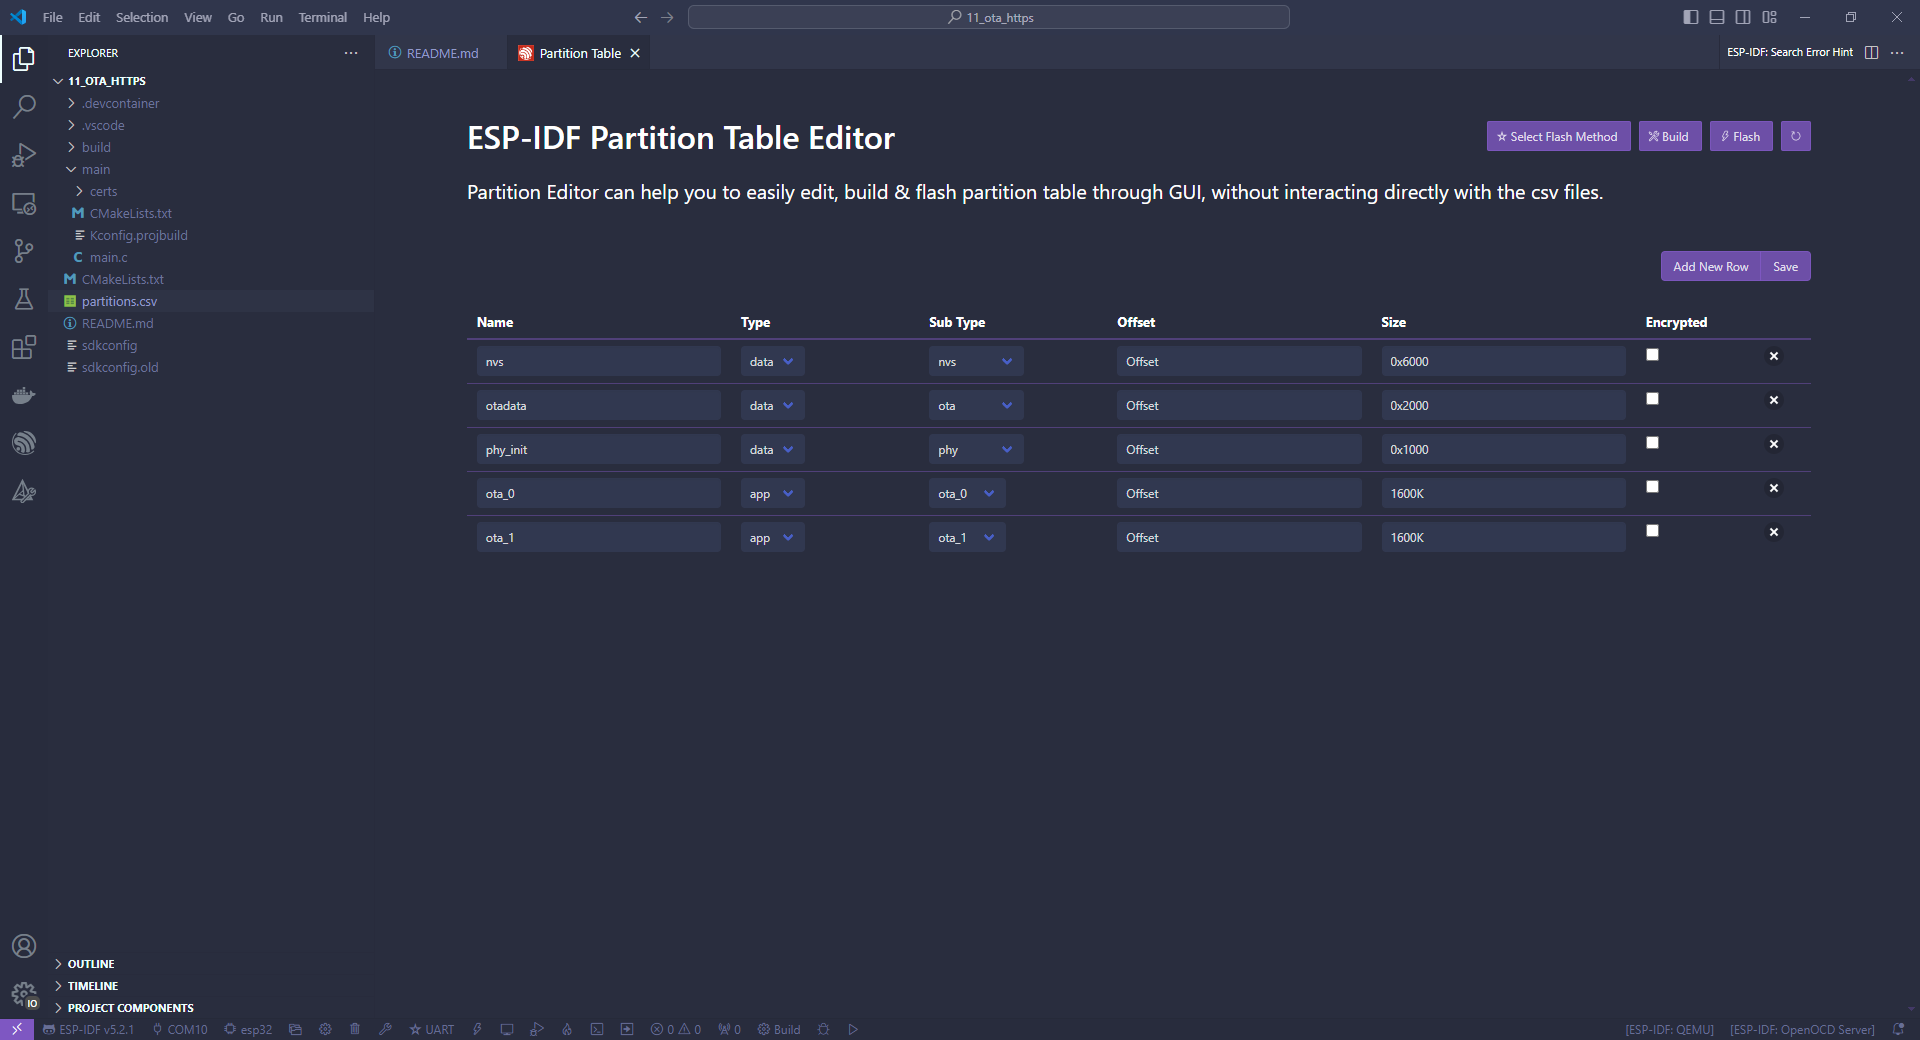 File Edit Selection View Go Run Terminal Help
11_ota_https
EXPLORER
README.md
Partition Table
ESP-IDF: Search Error Hint
11_OTA_HTTPS
.devcontainer
.vscode
build
main
certs
CMakeLists.txt
Kconfig.projbuild
main.c
CMakeLists.txt
partitions.csv
README.md
sdkconfig
sdkconfig.old
ESP-IDF Partition Table Editor
Select Flash Method
Build
Flash
Partition Editor can help you to easily edit, build & flash partition table through GUI, without interacting directly with the csv files.
Add New Row
Save
Name Type Sub Type Offset Size Encrypted
nvs data nvs Offset 0x6000
otadata data ota Offset 0x2000
phy_init data phy Offset 0x1000
ota_0 app ota_0 Offset 1600K
ota_1 app ota_1 Offset 1600K
OUTLINE
TIMELINE
PROJECT COMPONENTS
IO
ESP-IDF v5.2.1 COM10 esp32 UART 0 0 0 Build [ESP-IDF: QEMU] [ESP-IDF: OpenOCD Server]